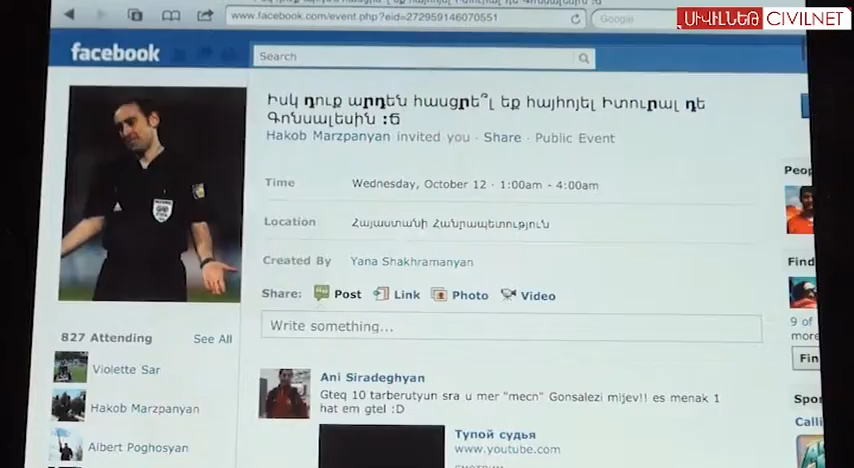 ՍԻՎԻԼՆԵԹ CIVILNET
www.facebook.com/event.php?eid=272959146070551
Google
facebook
Search
Իսկ դուք արդեն հասցրե՞լ եք հայհոյել Իտուրալ դե
Գոնսալեսին :Ծ
Hakob Marzpanyan invited you · Share · Public Event
Time Wednesday, October 12 · 1:00am - 4:00am
Location Հայաստանի Հանրապետություն
Created By Yana Shakhramanyan
Share: Post Link Photo Video
Write something...
827 Attending See All
Violette Sar
Hakob Marzpanyan
Albert Poghosyan
Ani Siradeghyan
Gteq 10 tarberutyun sra u mer "mecn" Gonsalezi mijev!! es menak 1
hat em gtel :D
Тупой судья
www.youtube.com
Find
9 of
more